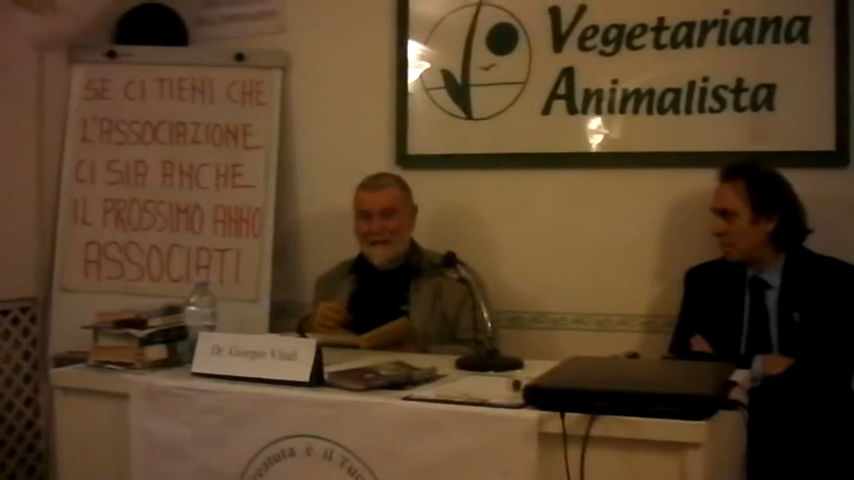 Vegetariana
Animalista
SE CI TIENI CHE
L'ASSOCIAZIONE
CI SIA ANCHE
IL PROSSIMO ANNO
ASSOCIATI
Dr. Giorgio Vitali